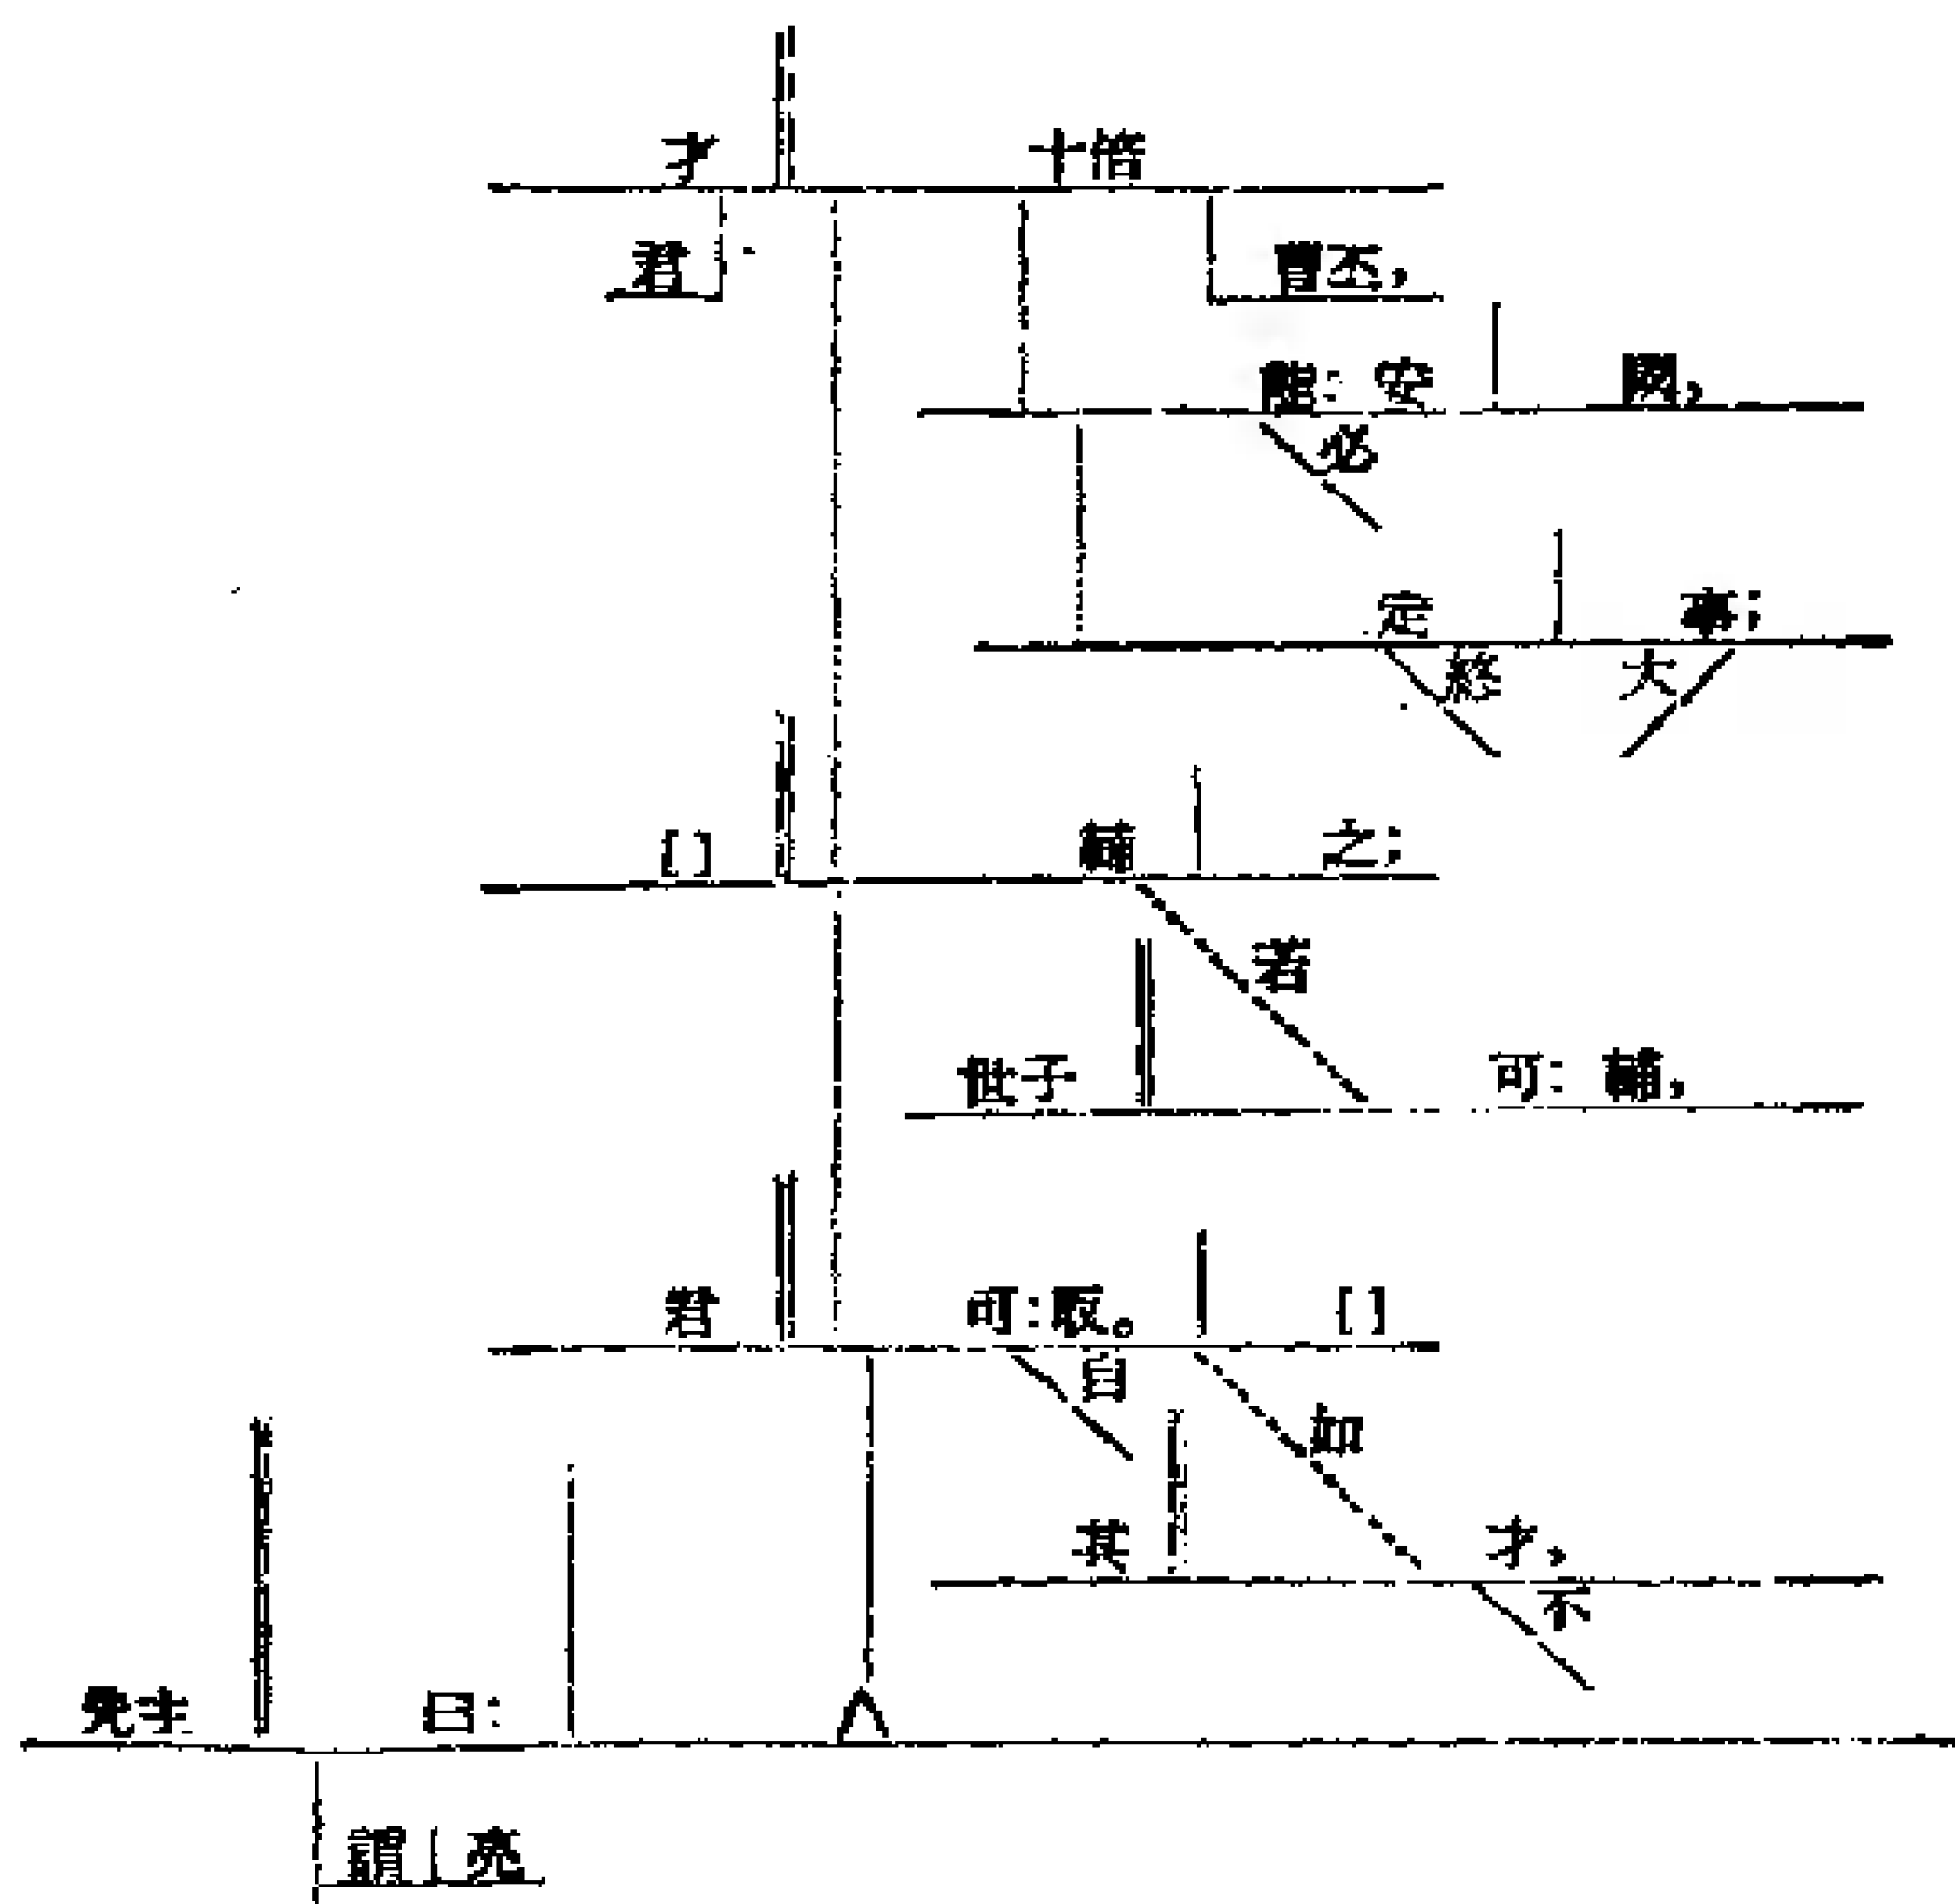 才 十倍
君 曹丕，
能：安 國，
必
定 事；
終 大
[ ] 輔 之；
若
世子 可：輔，
君 可：取。 [ ]
自
如
其 才，
不
先主 曰：
謂 亮